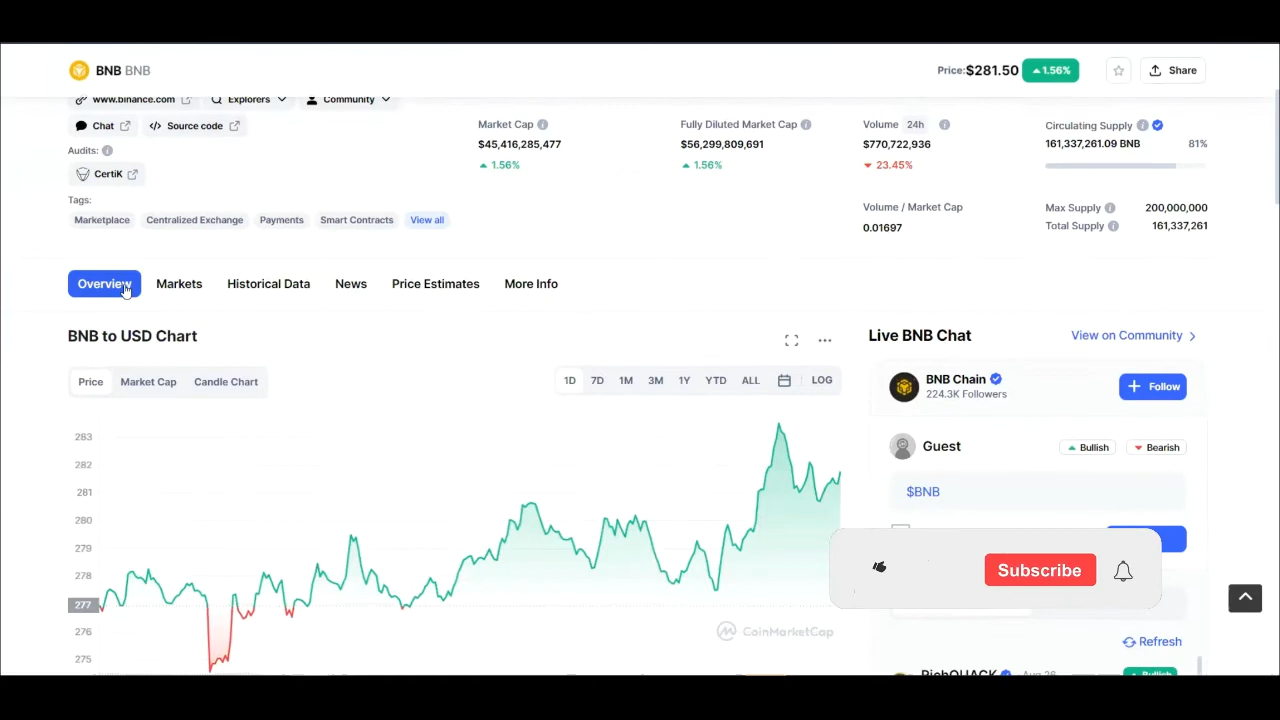 BNB BNB
Price:$281.50 1.56% Share
www.binance.com Explorers Community
Chat Source code
Audits:
CertiK
Tags:
Marketplace Centralized Exchange Payments Smart Contracts View all
Market Cap
$45,416,285,477
1.56%
Fully Diluted Market Cap
$56,299,809,691
1.56%
Volume 24h
$770,722,936
23.45%
Volume / Market Cap
0.01697
Circulating Supply
161,337,261.09 BNB 81%
Max Supply 200,000,000
Total Supply 161,337,261
Overview Markets Historical Data News Price Estimates More Info
BNB to USD Chart
Price Market Cap Candle Chart
1D 7D 1M 3M 1Y YTD ALL LOG
283
282
281
280
279
278
277
276
275
CoinMarketCap
Live BNB Chat View on Community
BNB Chain
224.3K Followers
Follow
Guest Bullish Bearish
$BNB
Subscribe
Refresh
RichQUACK Aug 26 Bullish